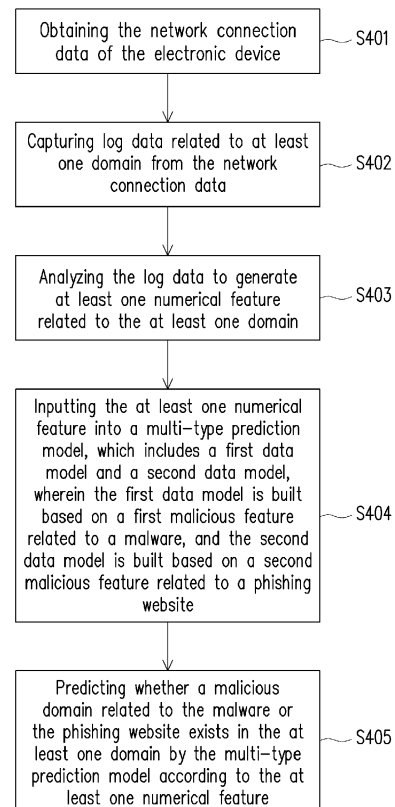 Obtaining the network connection
data of the electronic device
S401
Capturing log data related to at least
one domain from the network
connection data
S402
Analyzing the log data to generate
at least one numerical feature
related to the at least one domain
S403
Inputting the at least one numerical
feature into a multi-type prediction
model, which includes a first data
model and a second data model,
wherein the first data model is built
based on a first malicious feature
related to a malware, and the second
data model is built based on a second
malicious feature related to a phishing
website
S404
Predicting whether a malicious
domain related to the malware or
the phishing website exists in the at
least one domain by the multi-type
prediction model according to the at
least one numerical feature
S405